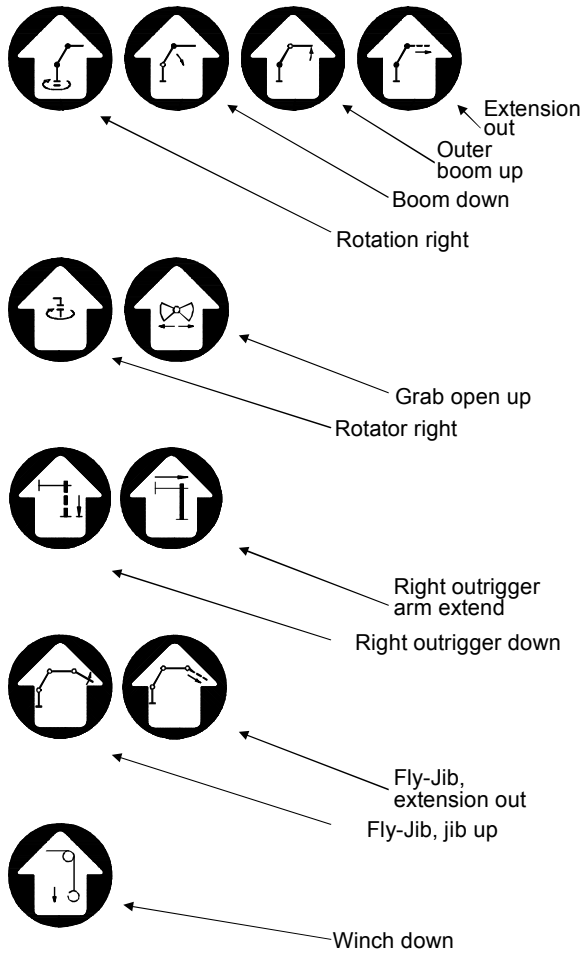 Extension
out
Outer
boom up
Boom down
Rotation right
Grab open up
Rotator right
Right outrigger
arm extend
Right outrigger down
Fly-Jib,
extension out
Fly-Jib, jib up
Winch down